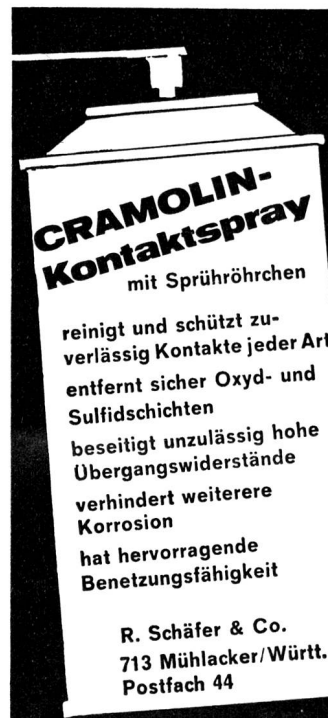 CRAMOLIN-
Kontaktspray
mit Sprühröhrchen
reinigt und schützt zu-
verlässig Kontakte jeder Art
entfernt sicher Oxyd- und
Sulfidschichten
beseitigt unzulässig hohe
Übergangswiderstände
verhindert weiterere
Korrosion
hat hervorragende
Benetzungsfähigkeit
R. Schäfer & Co.
713 Mühlacker/Württ.
Postfach 44